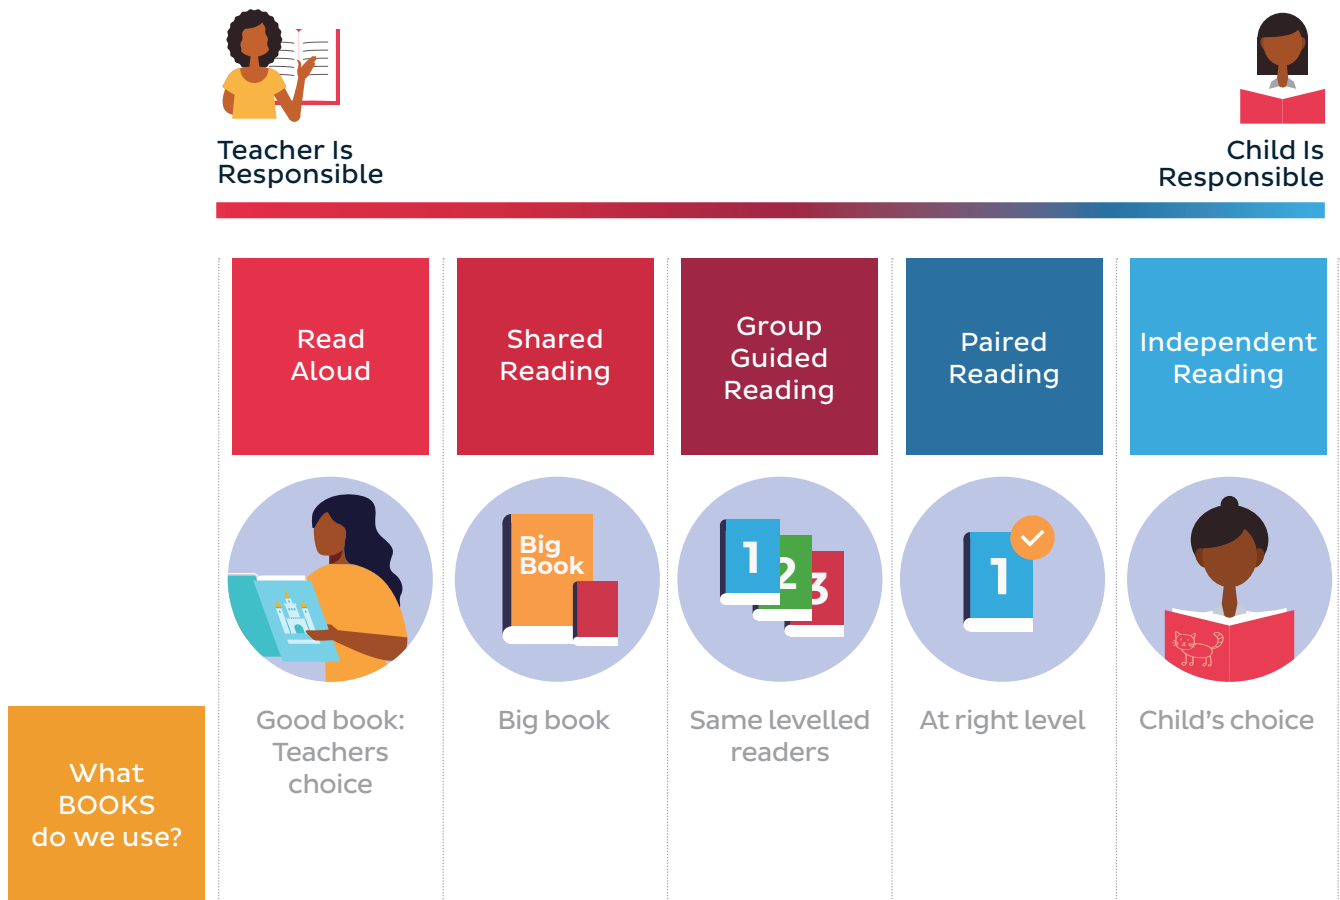 Teacher Is
Responsible
Child Is
Responsible
Read
Aloud
Shared
Reading
Group
Guided
Reading
Paired
Reading
Independent
Reading
Big
Book
1
2
3
1
What
BOOKS
do we use?
Good book:
Teachers
choice
Big book
Same levelled
readers
At right level
Child's choice